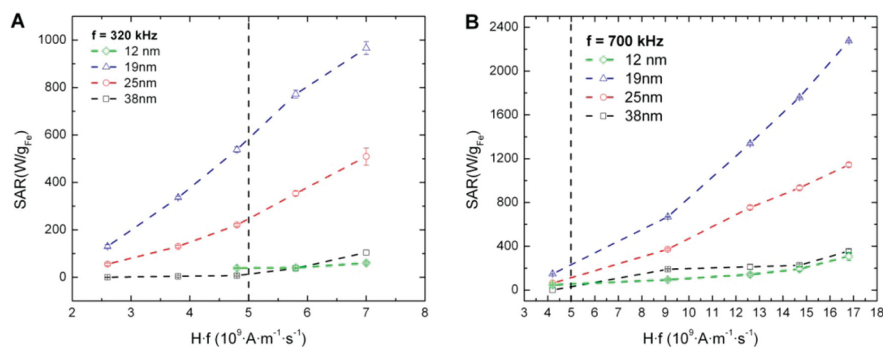 A
f = 320 kHz
12 nm
19nm
25nm
38nm
1000
800
600
400
200
0
SAR(W/gFe)
2 3 4 5 6 7 8
H·f (10⁹·A·m⁻¹·s⁻¹)
B
f = 700 kHz
12 nm
19nm
25nm
38nm
2400
2000
1600
1200
800
400
0
SAR(W/gFe)
3 4 5 6 7 8 9 10 11 12 13 14 15 16 17 18
H·f (10⁹·A·m⁻¹·s⁻¹)